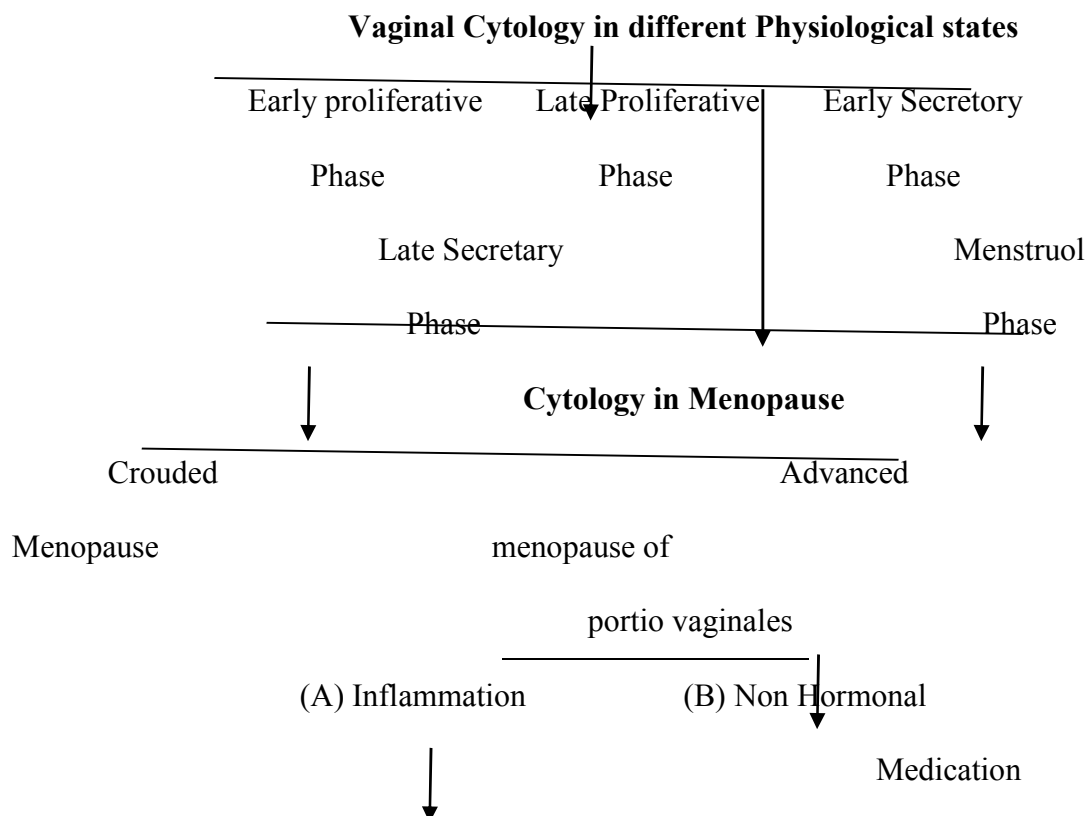 Vaginal Cytology in different Physiological states
Early proliferative Late Proliferative Early Secretory
Phase Phase Phase
Late Secretary Menstruol
Phase Phase
Cytology in Menopause
Crouded Advanced
Menopause menopause of
portio vaginales
(A) Inflammation (B) Non Hormonal
Medication